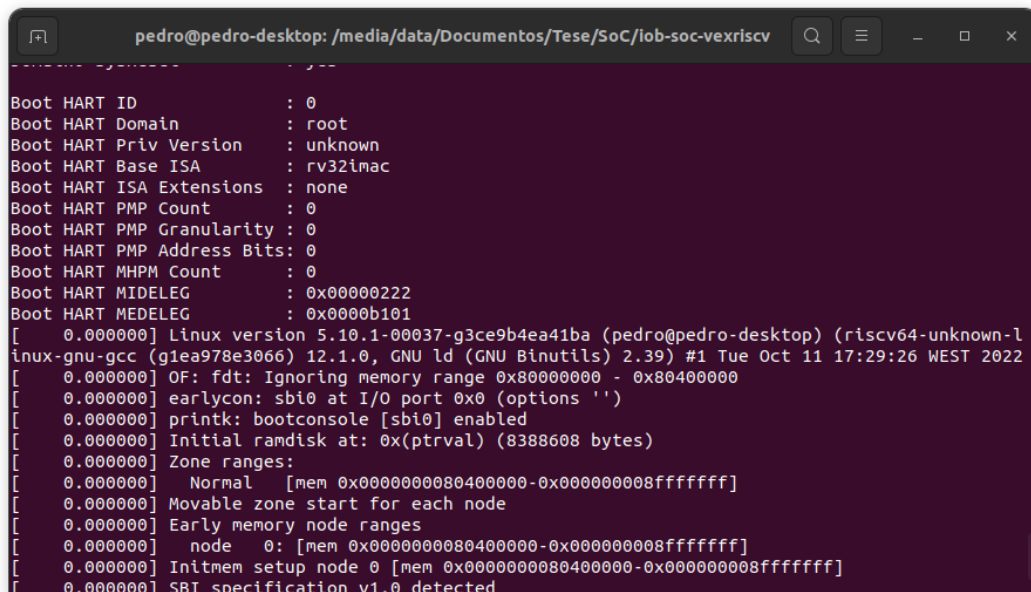 pedro@pedro-desktop: /media/data/Documentos/Tese/SoC/iob-soc-vexriscv
Boot HART ID              : 0
Boot HART Domain          : root
Boot HART Priv Version    : unknown
Boot HART Base ISA        : rv32imac
Boot HART ISA Extensions  : none
Boot HART PMP Count       : 0
Boot HART PMP Granularity : 0
Boot HART PMP Address Bits: 0
Boot HART MHPM Count      : 0
Boot HART MIDELEG         : 0x00000222
Boot HART MEDELEG         : 0x0000b101
[    0.000000] Linux version 5.10.1-00037-g3ce9b4ea41ba (pedro@pedro-desktop) (riscv64-unknown-l
inux-gnu-gcc (g1ea978e3066) 12.1.0, GNU ld (GNU Binutils) 2.39) #1 Tue Oct 11 17:29:26 WEST 2022
[    0.000000] OF: fdt: Ignoring memory range 0x80000000 - 0x80400000
[    0.000000] earlycon: sbi0 at I/O port 0x0 (options '')
[    0.000000] printk: bootconsole [sbi0] enabled
[    0.000000] Initial ramdisk at: 0x(ptrval) (8388608 bytes)
[    0.000000] Zone ranges:
[    0.000000]   Normal   [mem 0x0000000080400000-0x000000008fffffff]
[    0.000000] Movable zone start for each node
[    0.000000] Early memory node ranges
[    0.000000]   node   0: [mem 0x0000000080400000-0x000000008fffffff]
[    0.000000] Initmem setup node 0 [mem 0x0000000080400000-0x000000008fffffff]
[    0.000000] SBI specification v1.0 detected